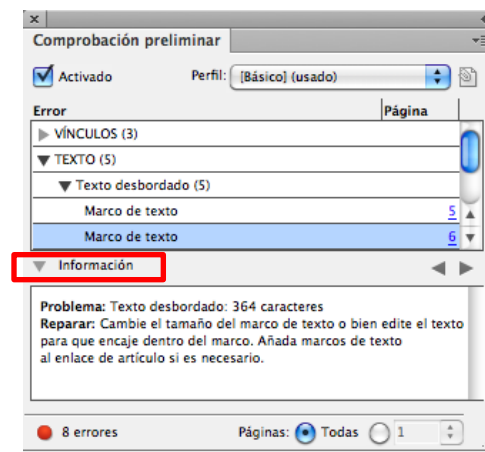 Comprobación preliminar
Activado Perfil: [Básico] (usado)
Error Página
VÍNCULOS (3)
TEXTO (5)
Texto desbordado (5)
Marco de texto 5
Marco de texto 6
Información
Problema: Texto desbordado: 364 caracteres
Reparar: Cambie el tamaño del marco de texto o bien edite el texto
para que encaje dentro del marco. Añada marcos de texto
al enlace de artículo si es necesario.
8 errores Páginas: Todas 1